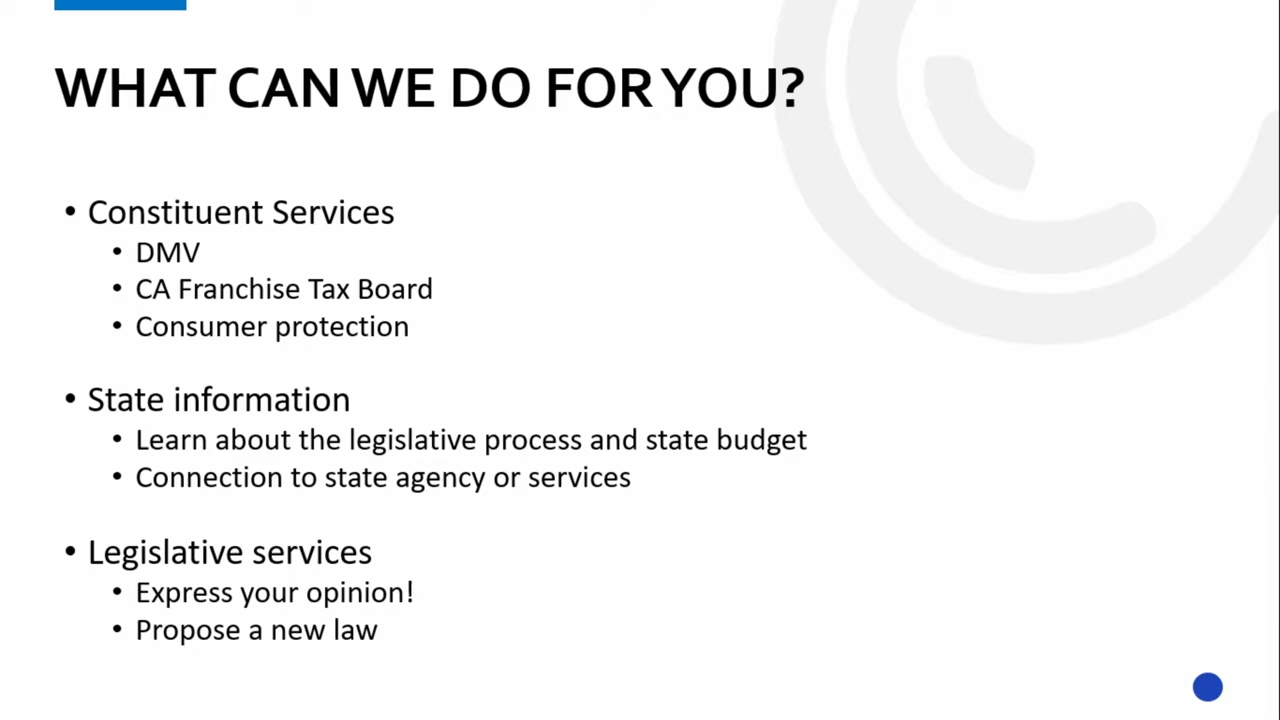 WHAT CAN WE DO FOR YOU?
• Constituent Services
• DMV
• CA Franchise Tax Board
• Consumer protection
• State information
• Learn about the legislative process and state budget
• Connection to state agency or services
• Legislative services
• Express your opinion!
• Propose a new law